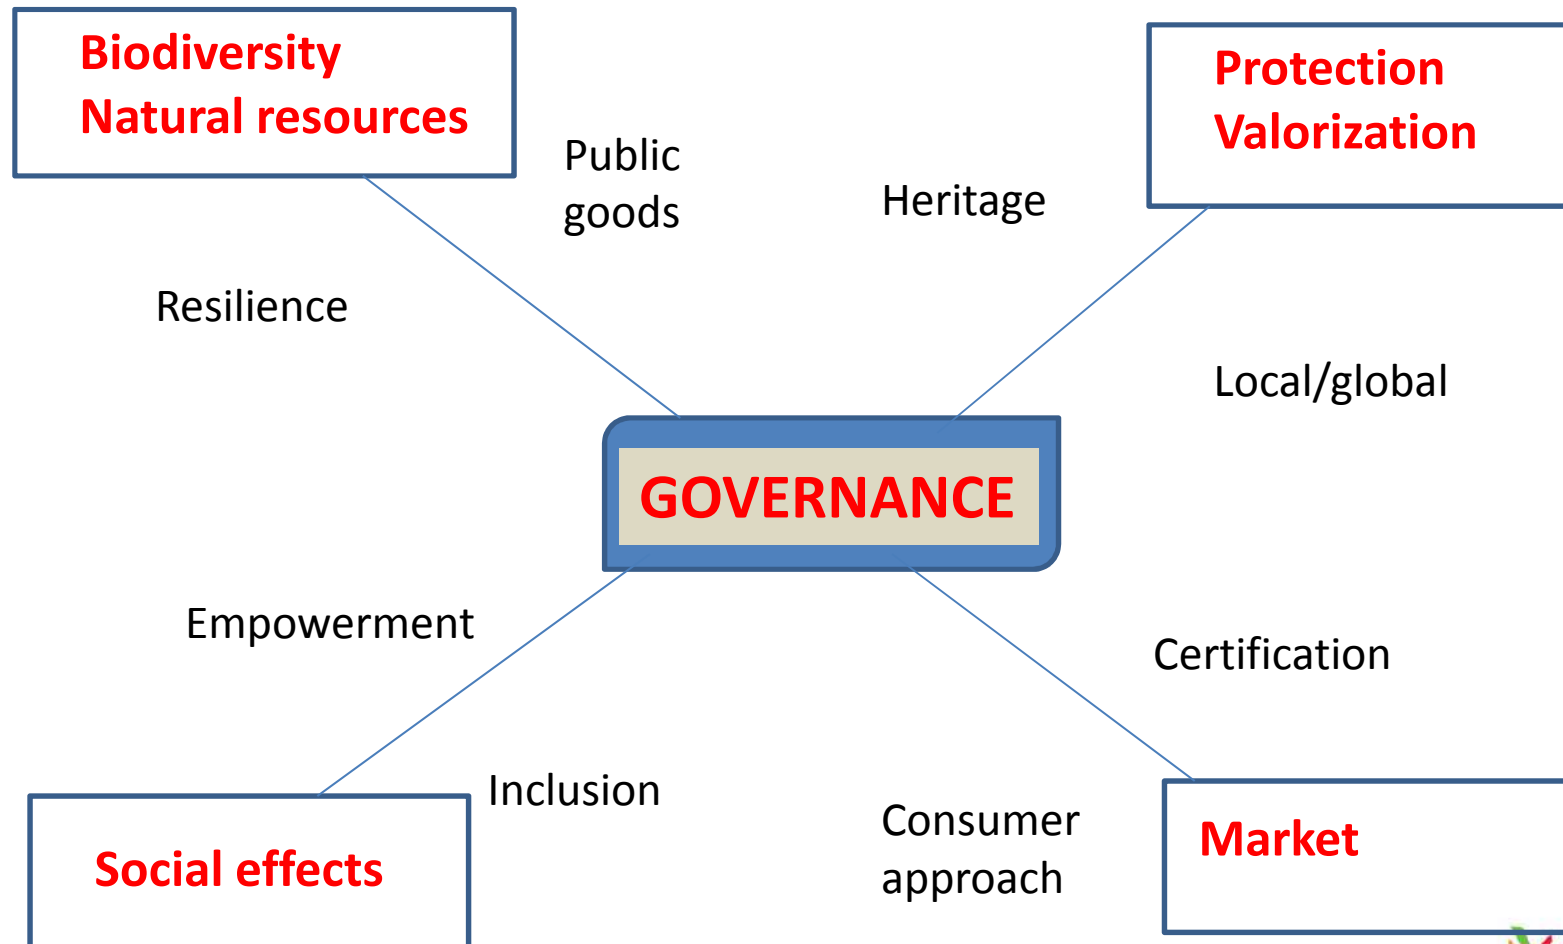 Biodiversity
Natural resources
Protection
Valorization
Public
goods
Heritage
Resilience
Local/global
GOVERNANCE
Empowerment
Certification
Inclusion
Consumer
approach
Market
Social effects